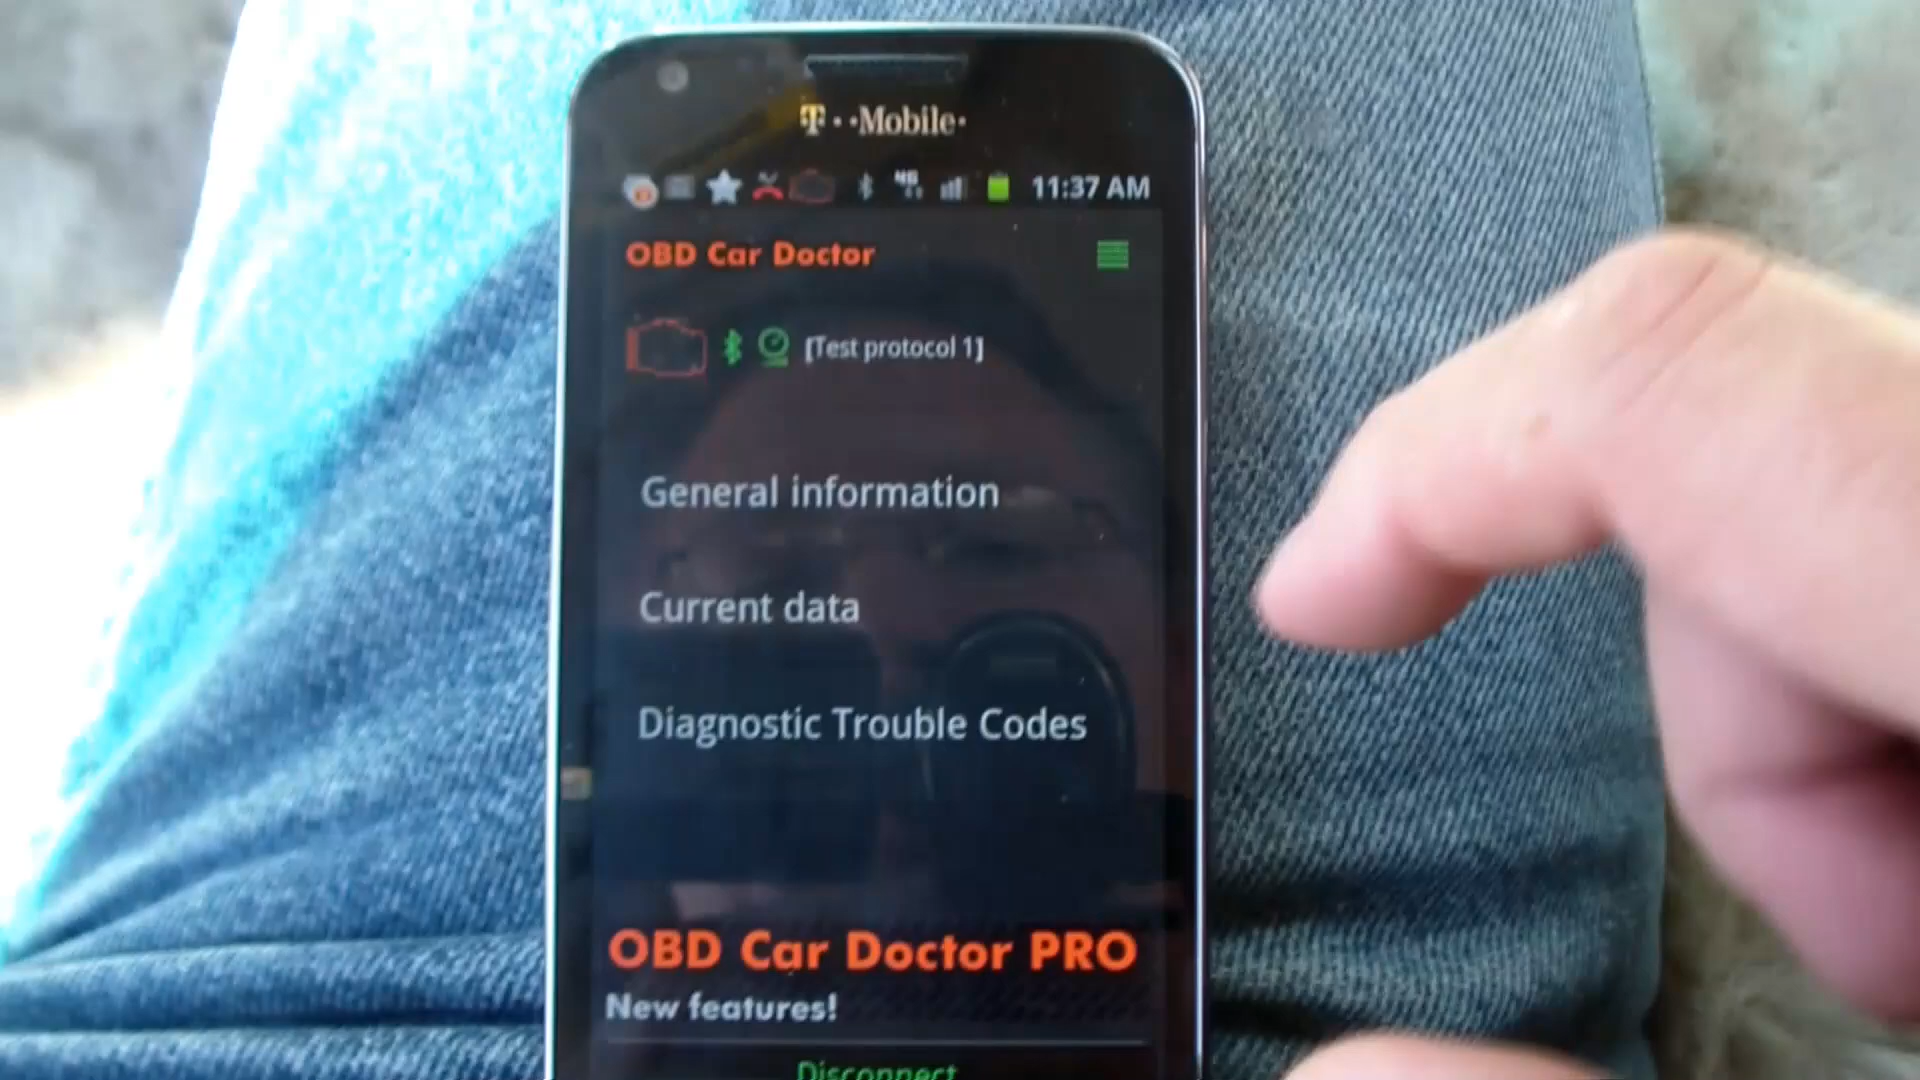 T··Mobile·
4G 11:37 AM
OBD Car Doctor
[Test protocol 1]
General information
Current data
Diagnostic Trouble Codes
OBD Car Doctor PRO
New features!
Disconnect